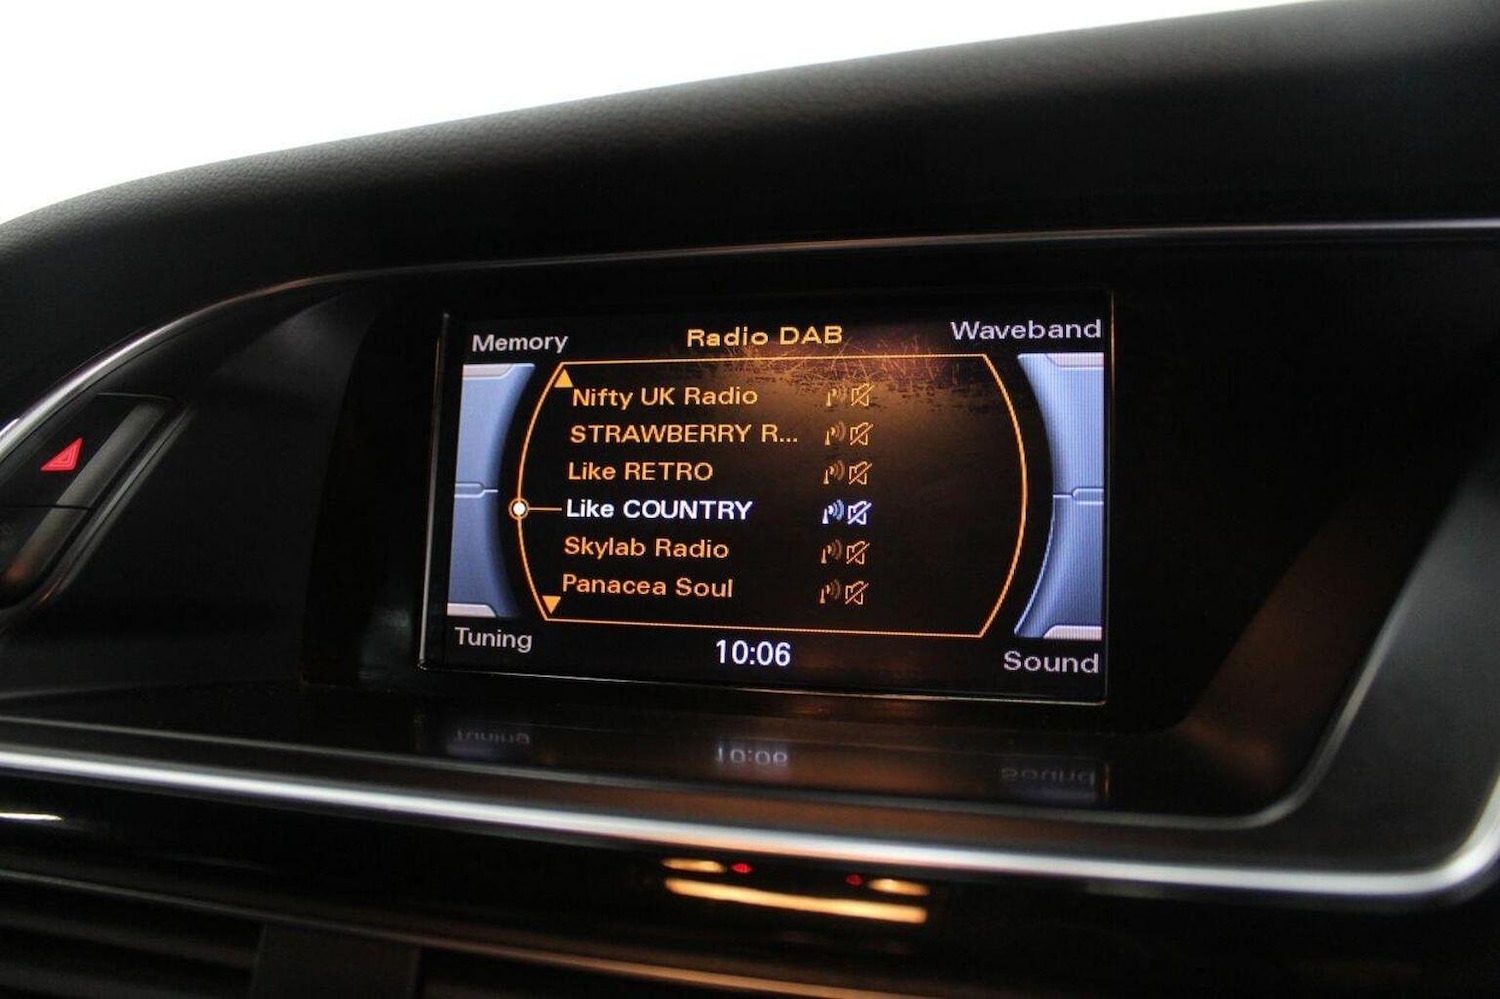 Memory Radio DAB Waveband
Nifty UK Radio
STRAWBERRY R...
Like RETRO
Like COUNTRY
Skylab Radio
Panacea Soul
Tuning 10:06 Sound